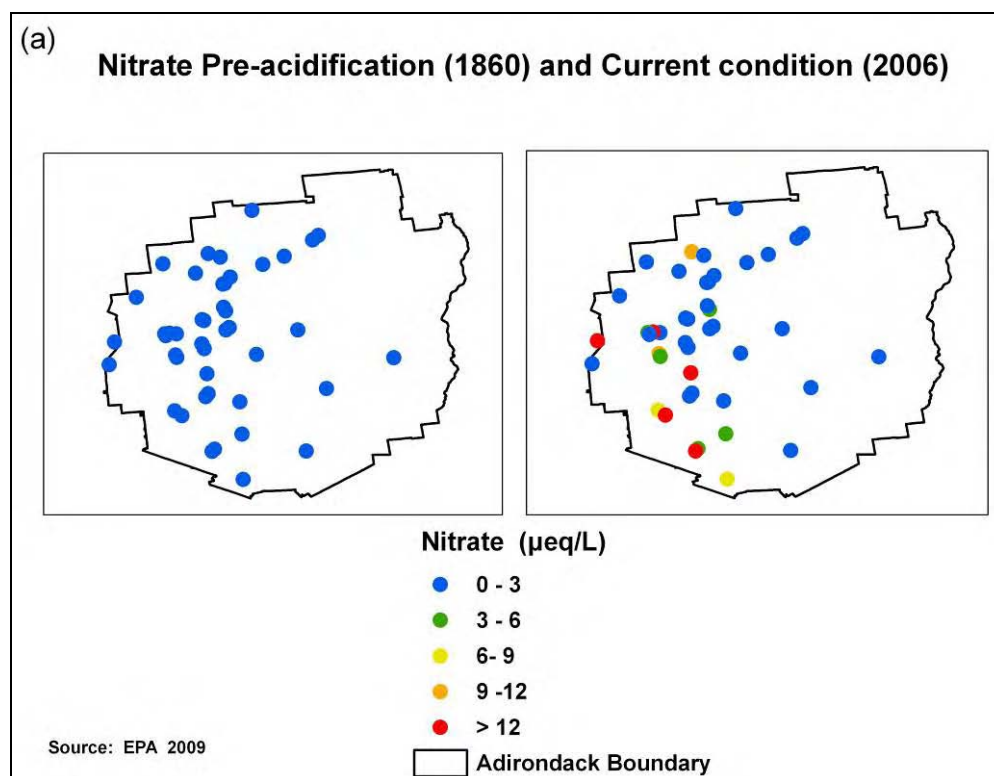 (a)
Nitrate Pre-acidification (1860) and Current condition (2006)
Nitrate (µeq/L)
0 - 3
3 - 6
6- 9
9 -12
> 12
Source: EPA 2009
Adirondack Boundary